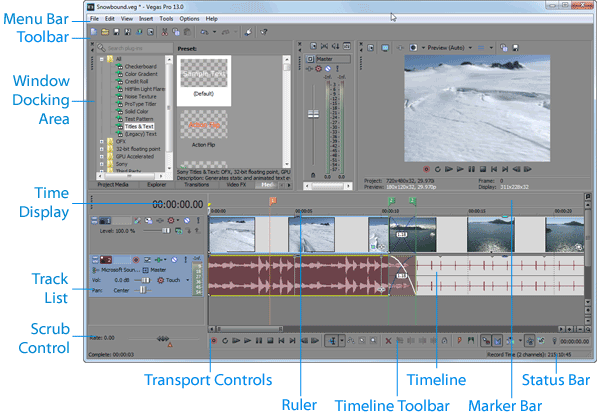 Snowbound.veg * - Vegas Pro 13.0
Menu Bar
File Edit View Insert Tools Options Help
Toolbar
Search plug-ins
Preset:
All
Checkerboard
Color Gradient
Credit Roll
HitFilm Light Flare
Noise Texture
ProType Titler
Solid Color
Test Pattern
Titles & Text
(Legacy) Text
OFX
32-bit floating point
GPU Accelerated
Sony
Third Party
Sample Text
(Default)
Action Flip
Master
Preview (Auto)
Window
Docking
Area
Sony Titles & Text: OFX, 32-bit floating point, GPU
Description: Generate static and animated text
Project Media Explorer Transitions Video FX
Project: 720x480x32, 29.970
Frame: 0
Preview: 180x120x32, 29.970p
Display: 311x228x32
Time
Display
00:00:00.00
0:00:00 00:00:05 00:00:10 00:00:15 00:00:20
Level: 100.0 %
Microsoft Soun... Master
Vol: 0.0 dB Touch
Pan: Center
Track
List
Scrub
Control
Rate: 0.00
Complete: 00:00:03
00:00:00.00
Record Time (2 channels): 215:10:45
Transport Controls
Ruler
Timeline Toolbar
Timeline
Marker Bar
Status Bar